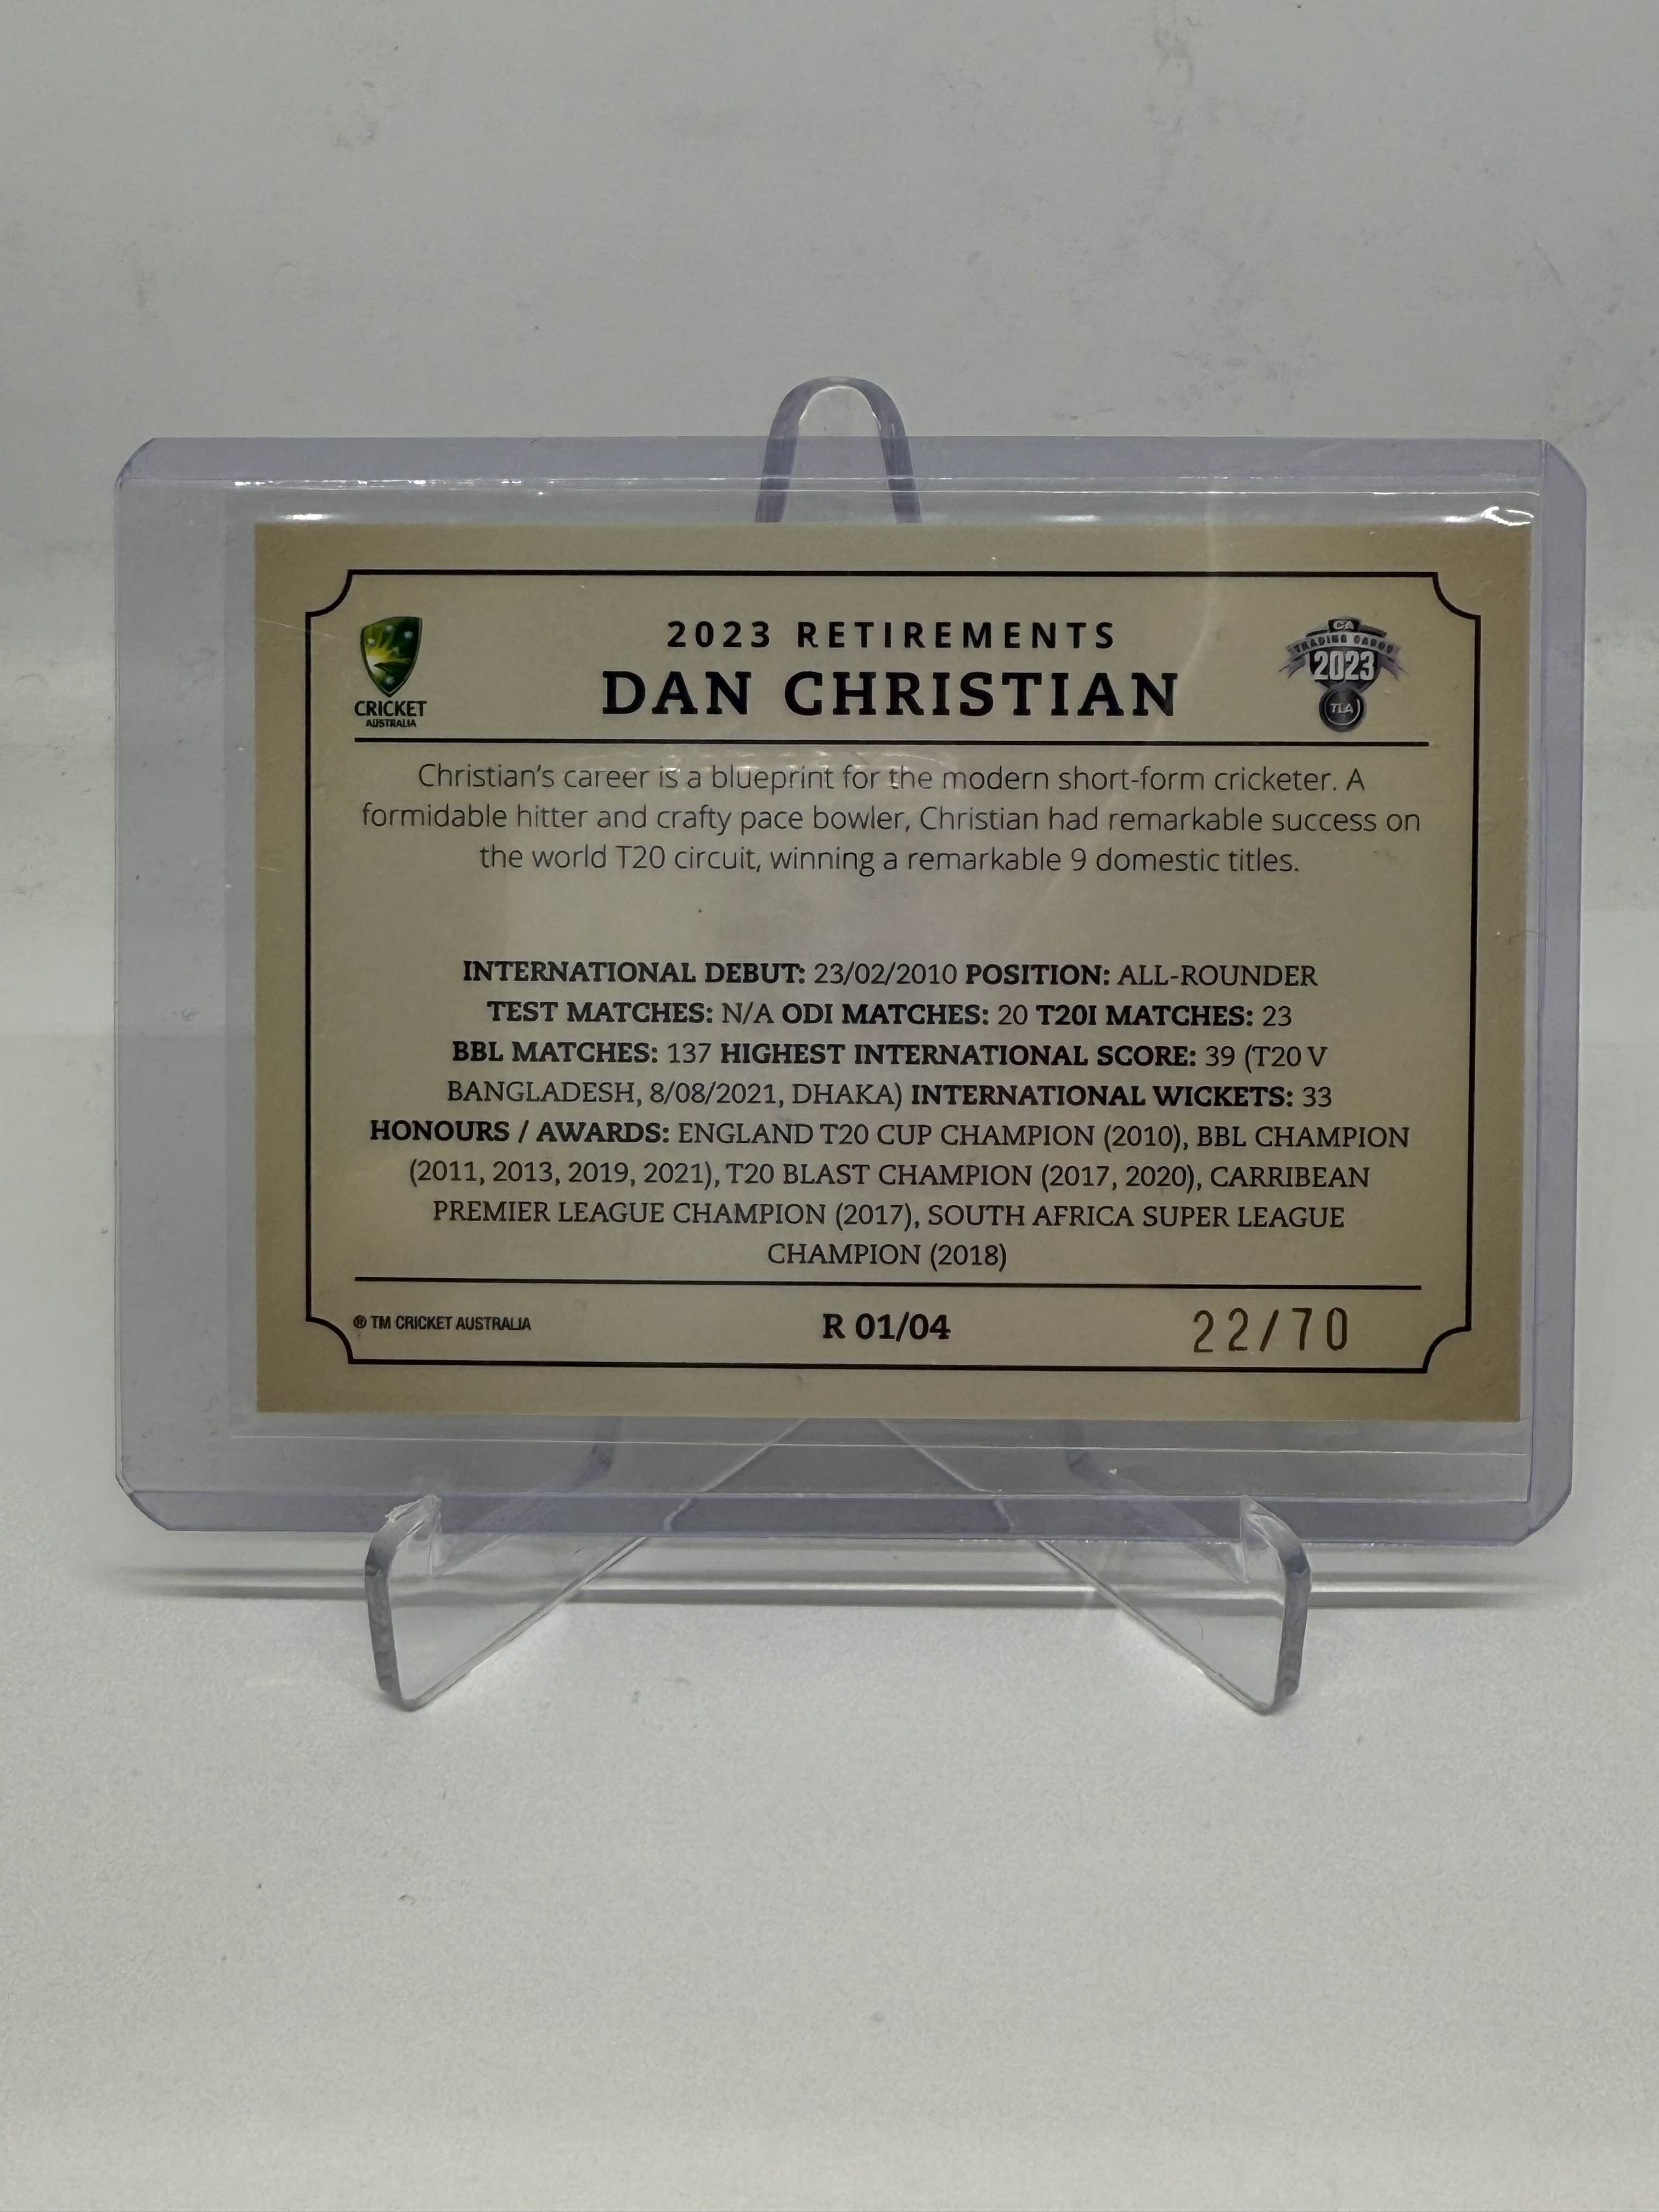 CRICKET
AUSTRALIA
2023 RETIREMENTS
DAN CHRISTIAN
CA
TRADING CARDS
2023
TLA
Christian's career is a blueprint for the modern short-form cricketer. A
formidable hitter and crafty pace bowler, Christian had remarkable success on
the world T20 circuit, winning a remarkable 9 domestic titles.
INTERNATIONAL DEBUT: 23/02/2010 POSITION: ALL-ROUNDER
TEST MATCHES: N/A ODI MATCHES: 20 T20I MATCHES: 23
BBL MATCHES: 137 HIGHEST INTERNATIONAL SCORE: 39 (T20 V
BANGLADESH, 8/08/2021, DHAKA) INTERNATIONAL WICKETS: 33
HONOURS / AWARDS: ENGLAND T20 CUP CHAMPION (2010), BBL CHAMPION
(2011, 2013, 2019, 2021), T20 BLAST CHAMPION (2017, 2020), CARRIBEAN
PREMIER LEAGUE CHAMPION (2017), SOUTH AFRICA SUPER LEAGUE
CHAMPION (2018)
® TM CRICKET AUSTRALIA
R 01/04
22/70